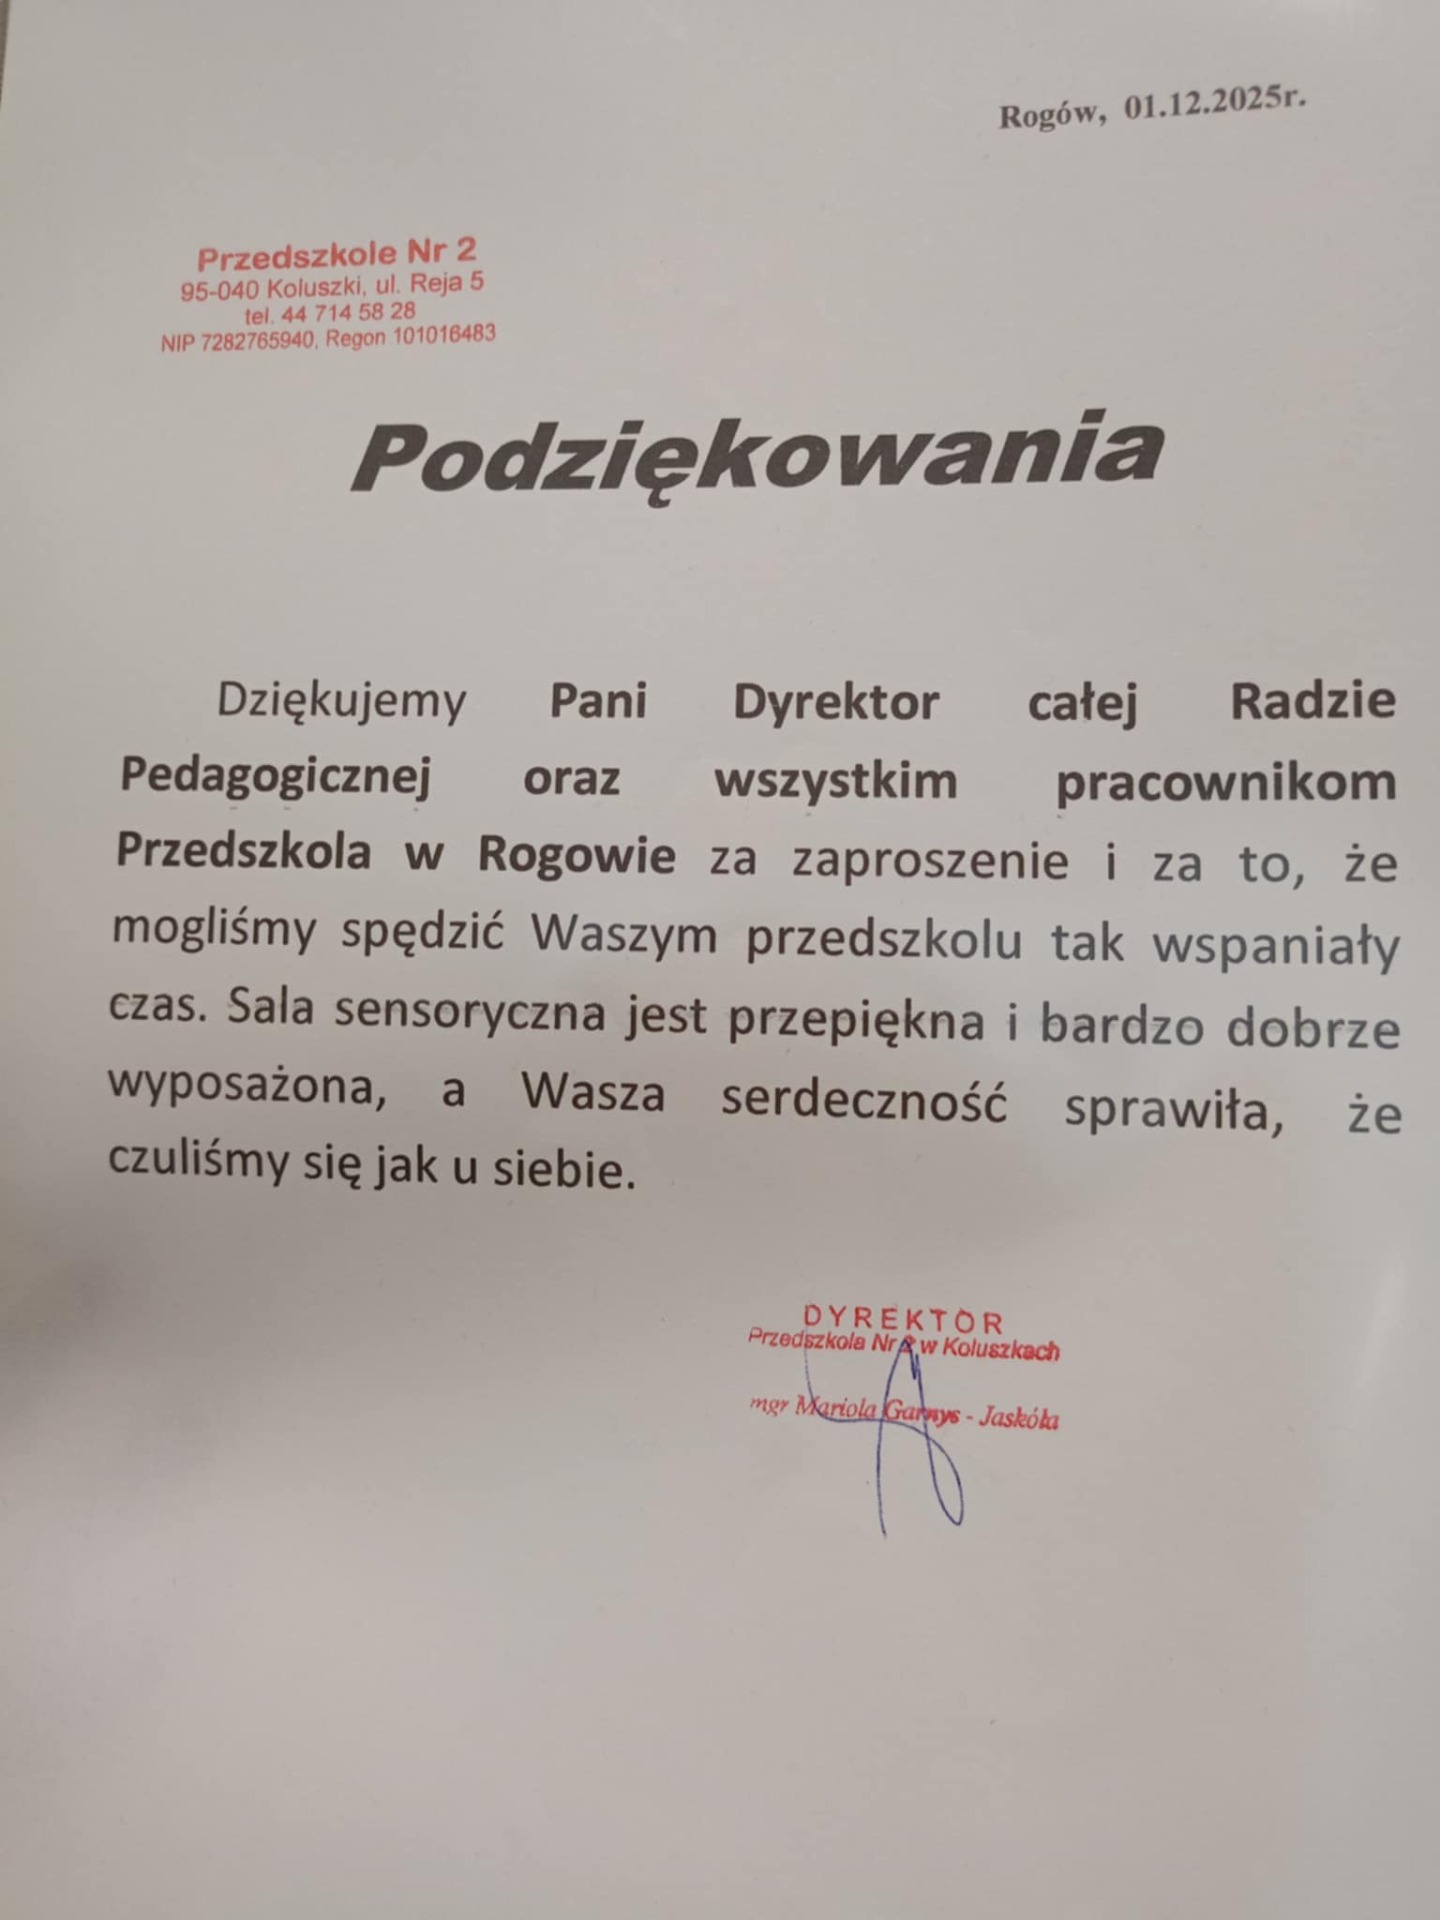 Rogów, 01.12.2025r.
Przedszkole Nr 2
95-040 Koluszki, ul. Reja 5
tel. 44 714 58 28
NIP 7282765940, Regon 101016483
Podziękowania
Dziękujemy Pani Dyrektor całej Radzie
Pedagogicznej oraz wszystkim pracownikom
Przedszkola w Rogowie za zaproszenie i za to, że
mogliśmy spędzić Waszym przedszkolu tak wspaniały
czas. Sala sensoryczna jest przepiękna i bardzo dobrze
wyposażona, a Wasza serdeczność sprawiła, że
czuliśmy się jak u siebie.
DYREKTOR
Przedszkola Nr 2 w Koluszkach
mgr Mariola Garnys - Jaskóła